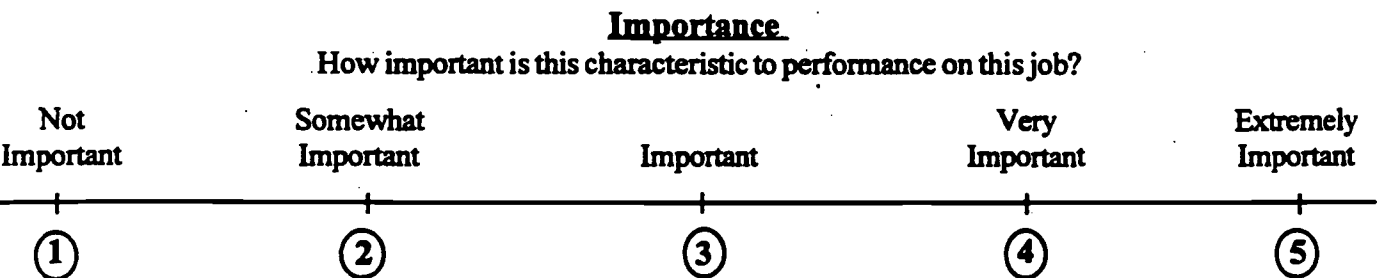 Importance
How important is this characteristic to performance on this job?
Not Somewhat Very Extremely
Important Important Important Important Important
1 2 3 4 5